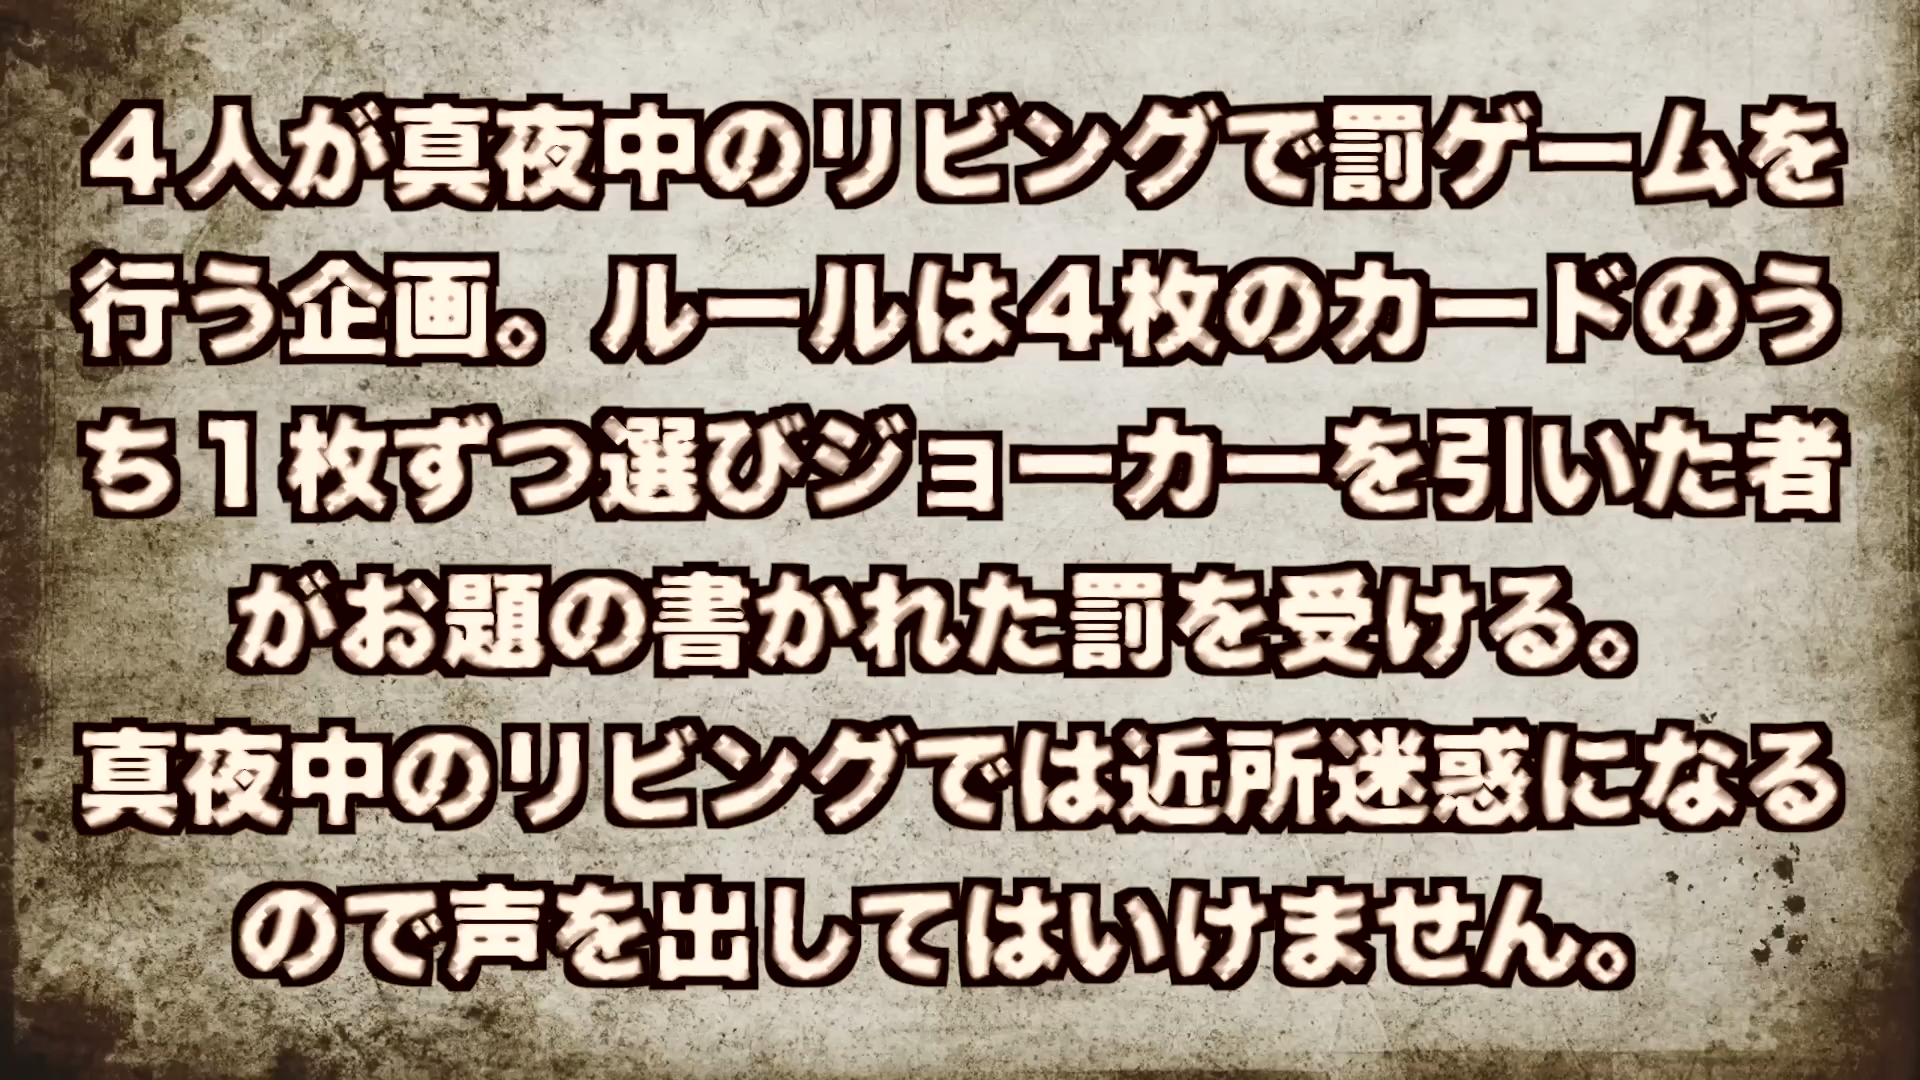 ４人が真夜中のリビングで罰ゲームを
行う企画。ルールは４枚のカードのう
ち１枚ずつ選びジョーカーを引いた者
がお題の書かれた罰を受ける。
真夜中のリビングでは近所迷惑になる
ので声を出してはいけません。